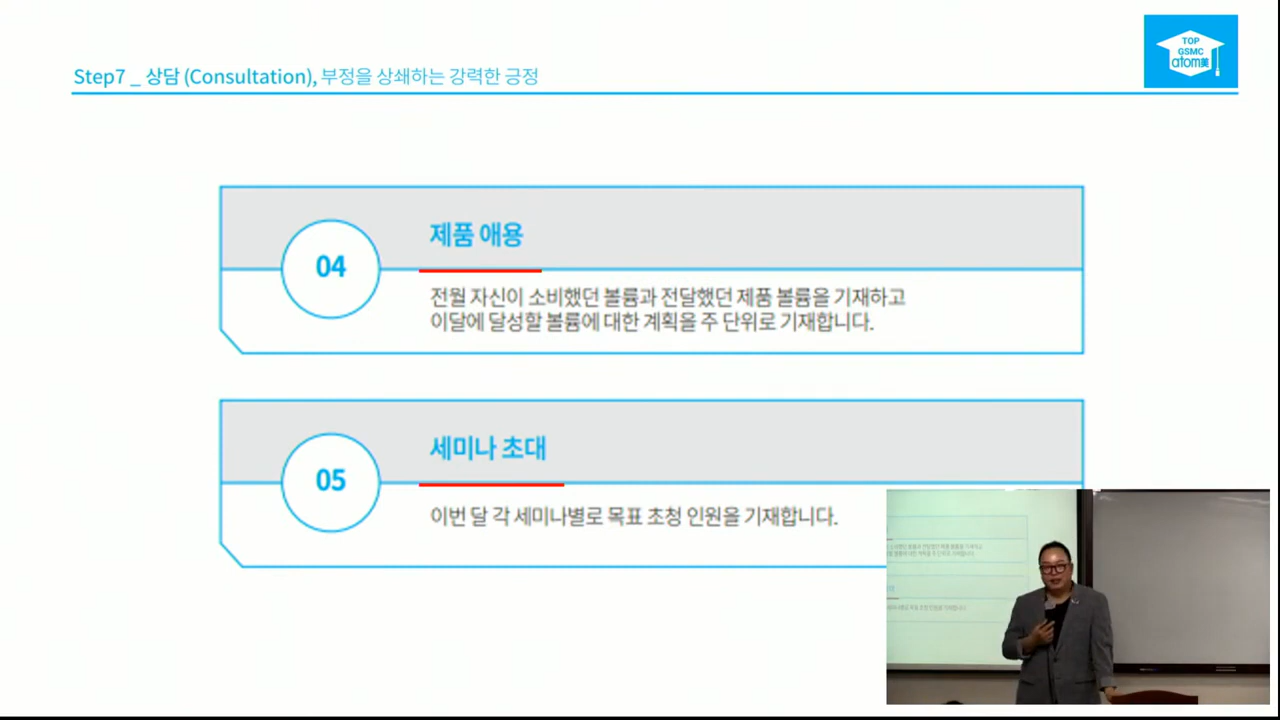 Step7 _ 상담 (Consultation), 부정을 상쇄하는 강력한 긍정
TOP
GSMC
atom美
04
제품 애용
전월 자신이 소비했던 볼륨과 전달했던 제품 볼륨을 기재하고
이달에 달성할 볼륨에 대한 계획을 주 단위로 기재합니다.
05
세미나 초대
이번 달 각 세미나별로 목표 초청 인원을 기재합니다.